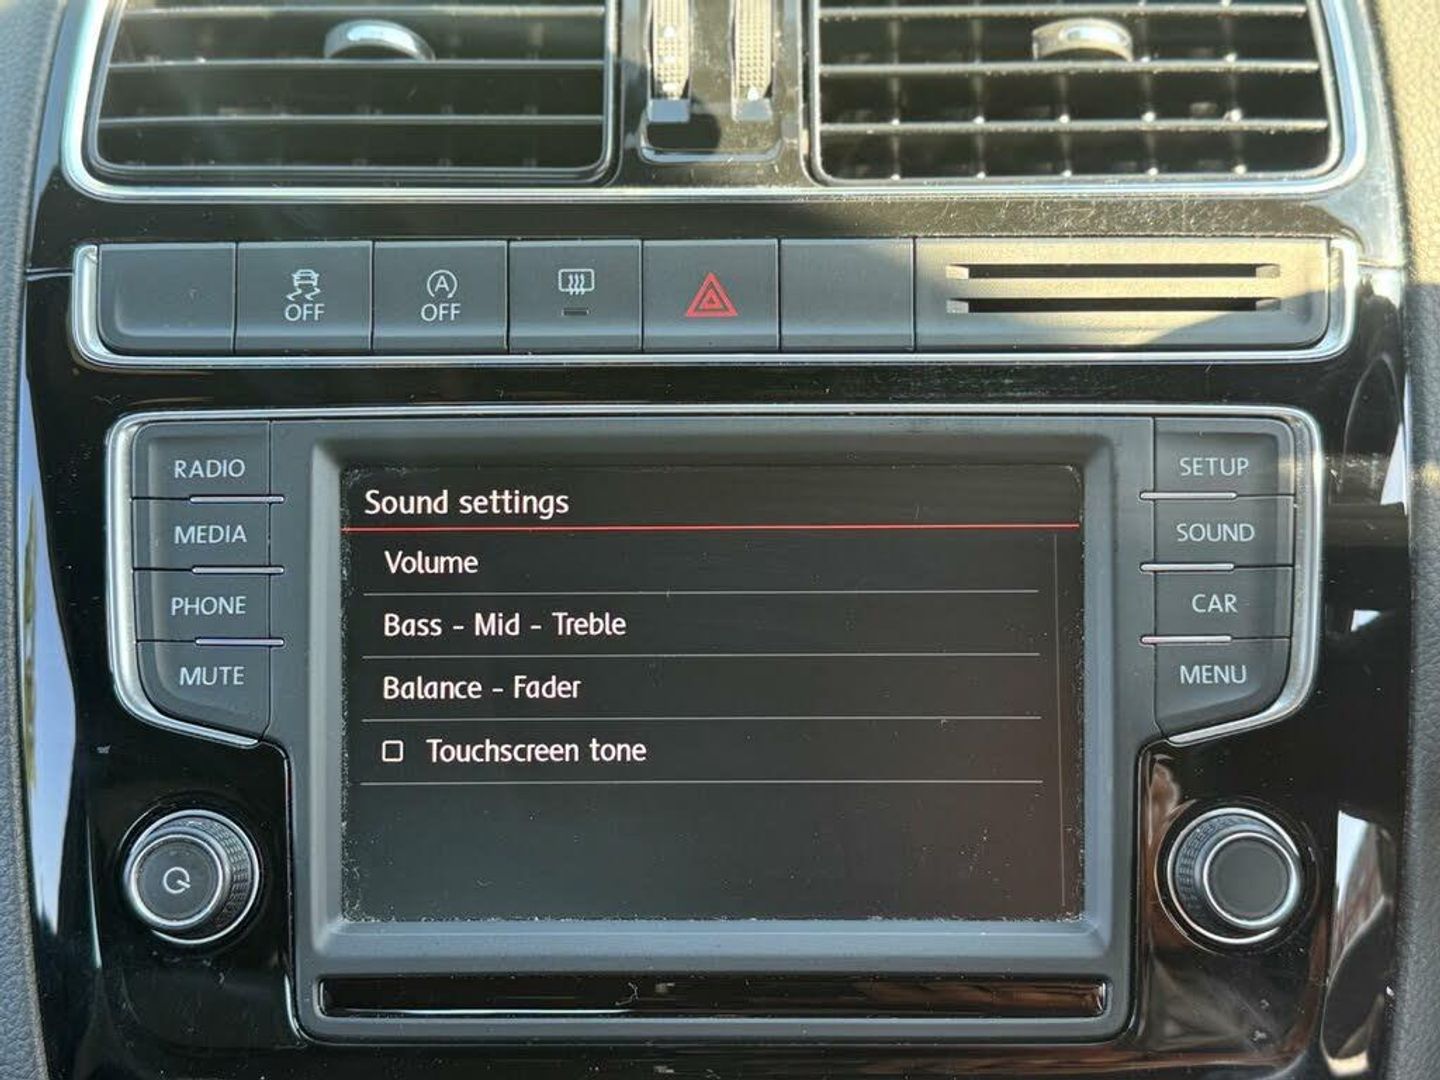 OFF
OFF
RADIO
MEDIA
PHONE
MUTE
Sound settings
Volume
Bass - Mid - Treble
Balance - Fader
Touchscreen tone
SETUP
SOUND
CAR
MENU